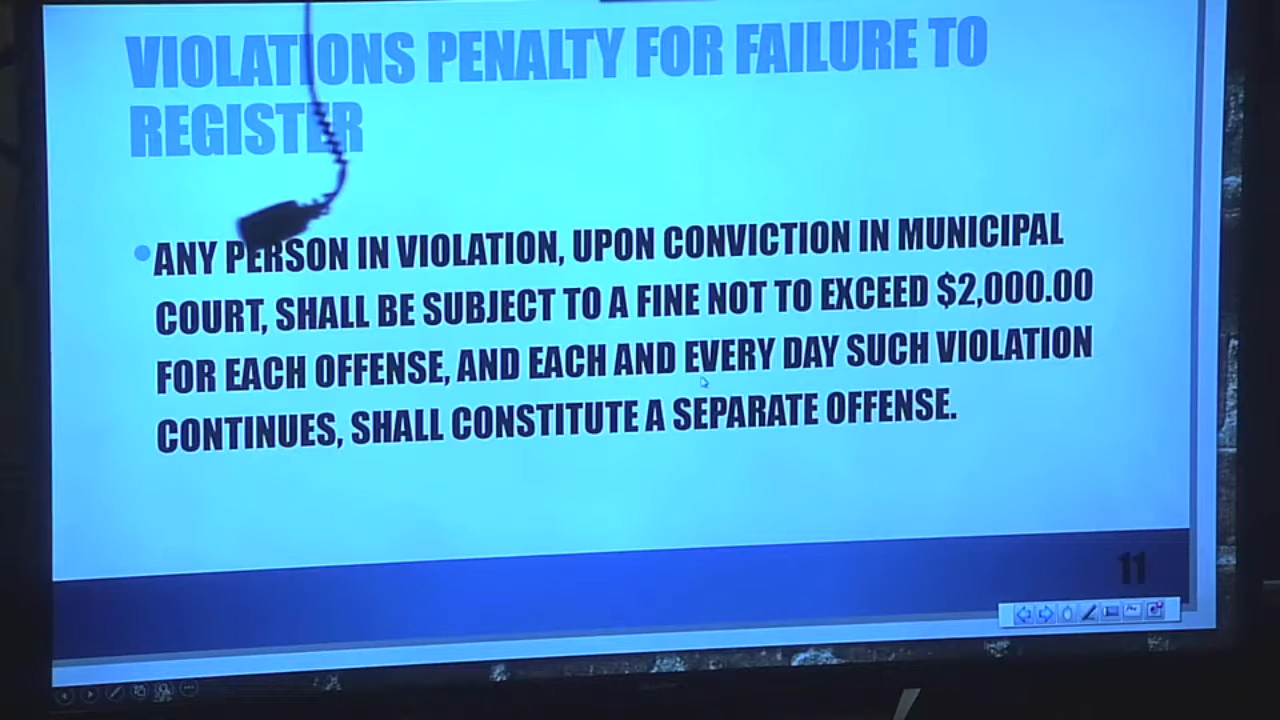 VIOLATIONS PENALTY FOR FAILURE TO
REGISTER
ANY PERSON IN VIOLATION, UPON CONVICTION IN MUNICIPAL
COURT, SHALL BE SUBJECT TO A FINE NOT TO EXCEED $2,000.00
FOR EACH OFFENSE, AND EACH AND EVERY DAY SUCH VIOLATION
CONTINUES, SHALL CONSTITUTE A SEPARATE OFFENSE.
11